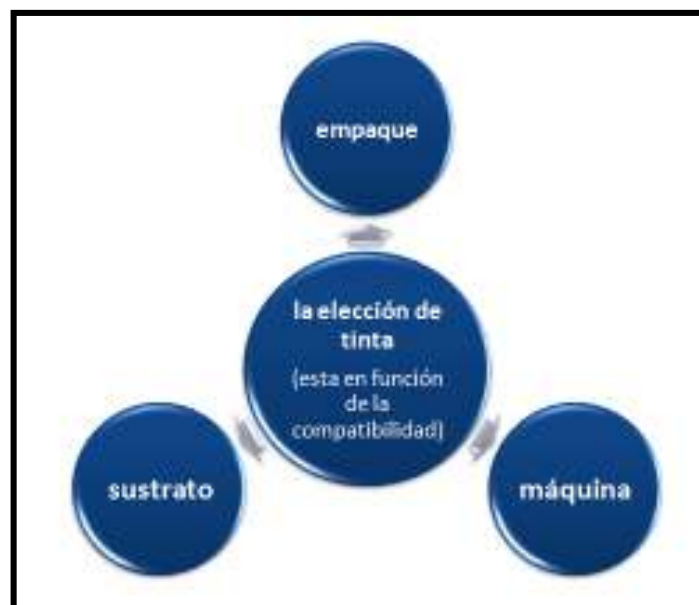 empaque
la elección de
tinta
(esta en función
de la
compatibilidad)
sustrato
máquina